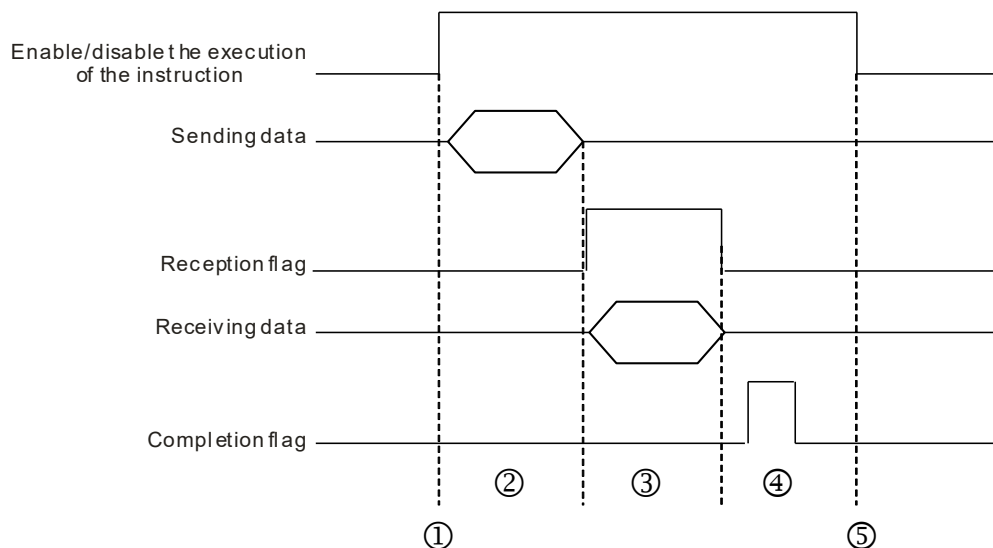 Enable/disable the execution
of the instruction
Sending data
Reception flag
Receiving data
Completion flag
② ③ ④
① ⑤